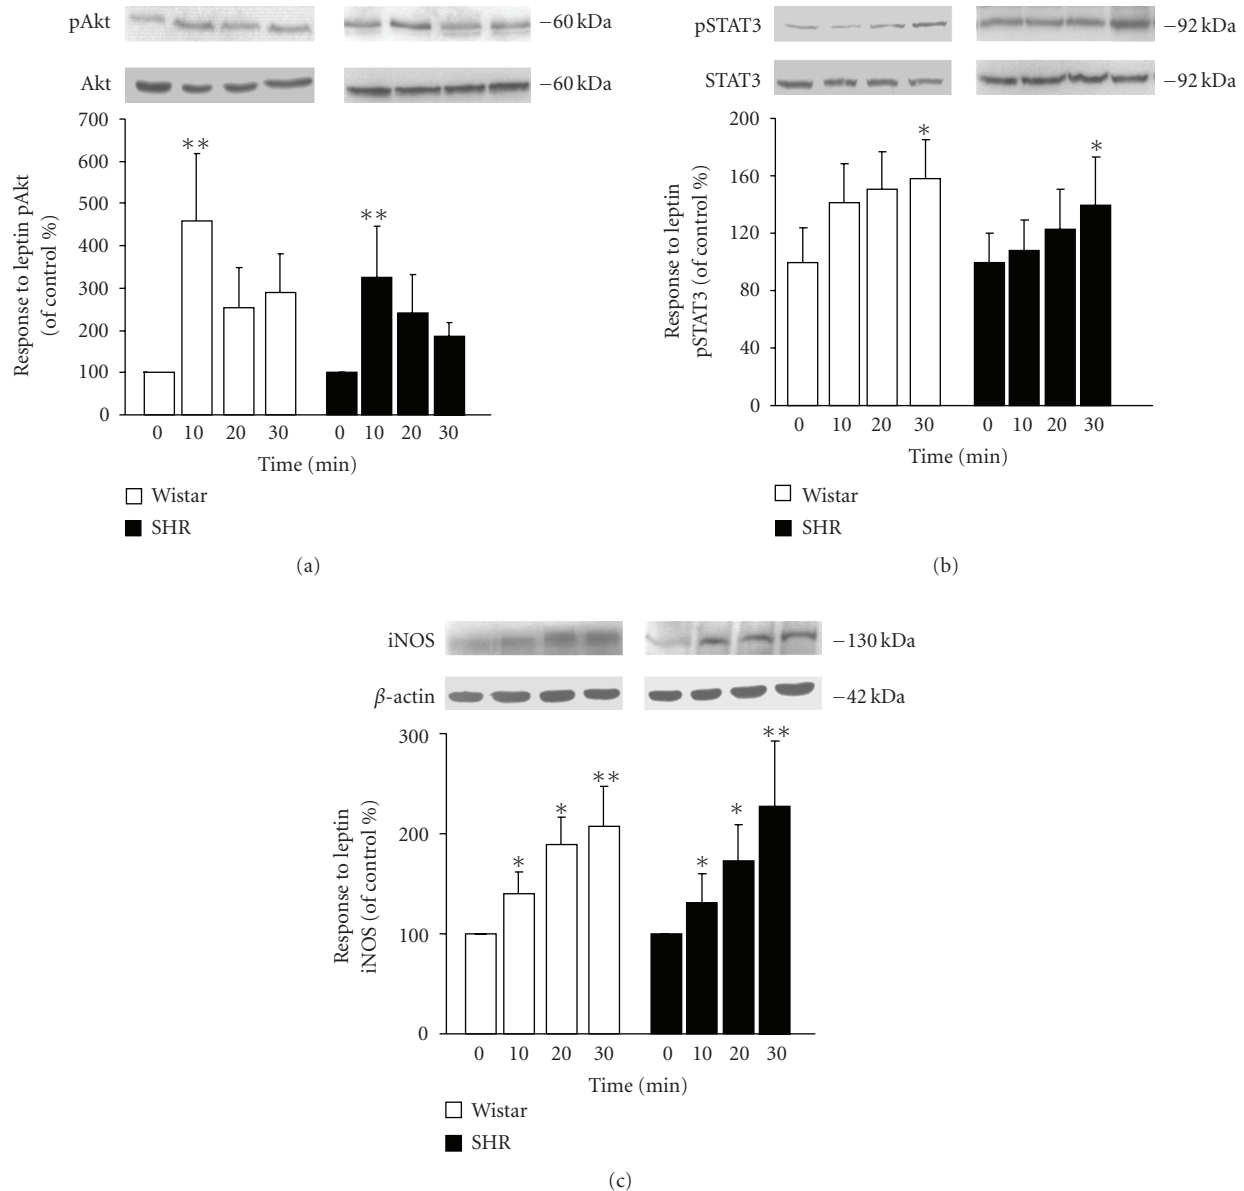 pAkt
−60 kDa
Akt
−60 kDa
700
600
500
400
300
200
100
0
Response to leptin pAkt
(of control %)
**
**
0 10 20 30 0 10 20 30
Time (min)
Wistar
SHR
(a)
pSTAT3
−92 kDa
STAT3
−92 kDa
200
160
120
80
40
0
Response to leptin
pSTAT3 (of control %)
*
*
0 10 20 30 0 10 20 30
Time (min)
Wistar
SHR
(b)
iNOS
−130 kDa
β-actin
−42 kDa
300
200
100
0
Response to leptin
iNOS (of control %)
* * ** * * **
0 10 20 30 0 10 20 30
Time (min)
Wistar
SHR
(c)